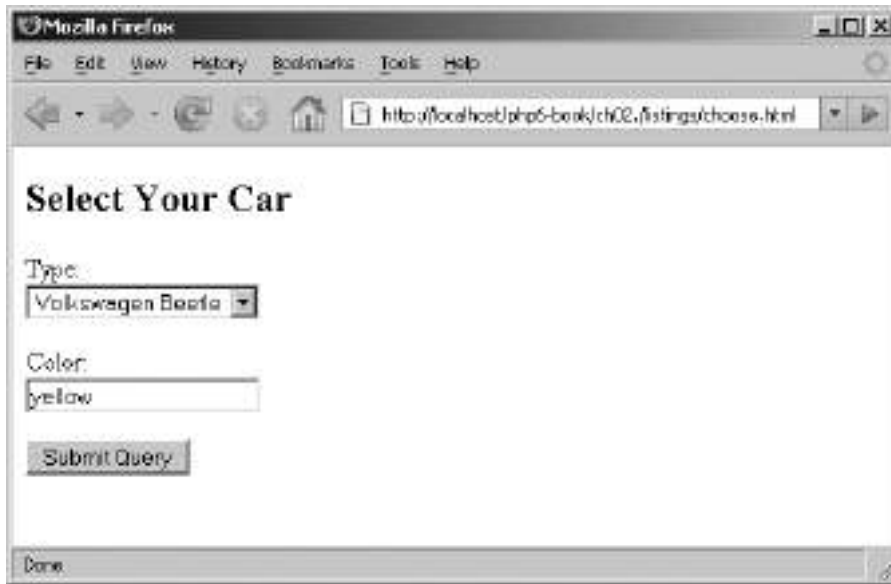 Mozilla Firefox
File Edit View History Bookmarks Tools Help
http://localhost/php6-book/ch02./listings/choose.html
Select Your Car
Type:
Volkswagen Beetle
Color:
yellow
Submit Query
Done